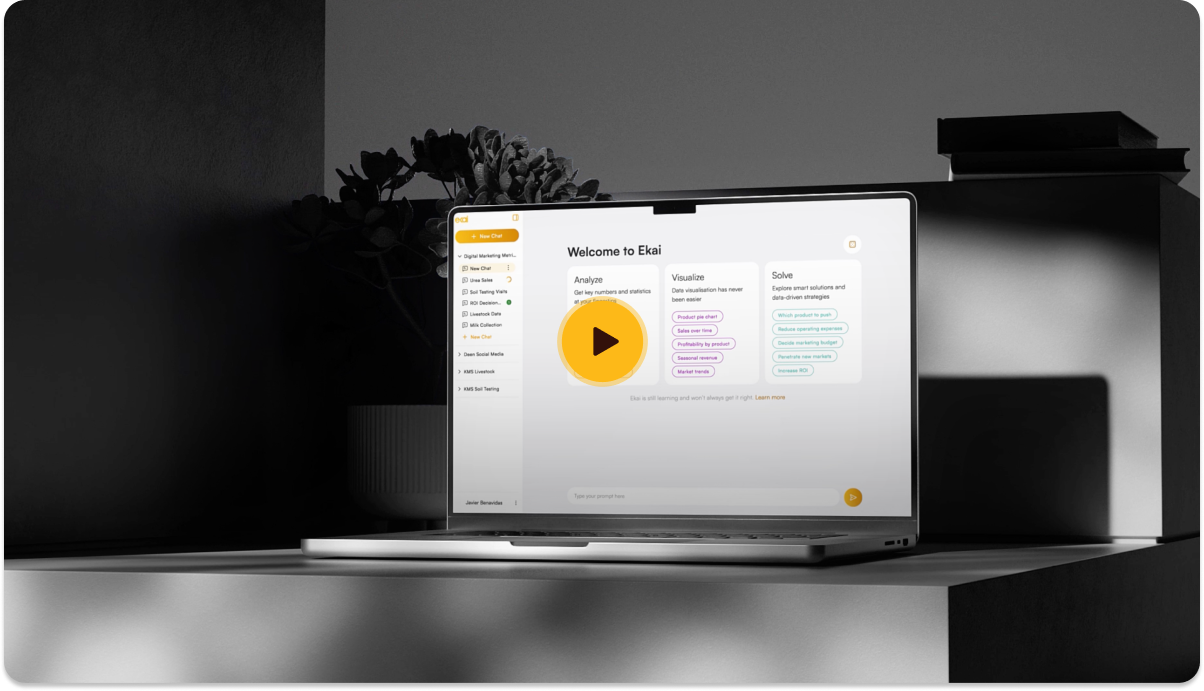 ekai
+ New Chat
Digital Marketing Metri...
New Chat
Urea Sales
Soil Testing Visits
ROI Decision...
Livestock Data
Milk Collection
+ New Chat
Deen Social Media
KMS Livestock
KMS Soil Testing
Javier Benavides
Welcome to Ekai
Analyze
Get key numbers and statistics
at your
Visualize
Data visualisation has never
been easier
Product pie chart
Sales over time
Profitability by product
Seasonal revenue
Market trends
Solve
Explore smart solutions and
data-driven strategies
Which product to push
Reduce operating expenses
Decide marketing budget
Penetrate new markets
Increase ROI
Ekai is still learning and won't always get it right. Learn more
Type your prompt here